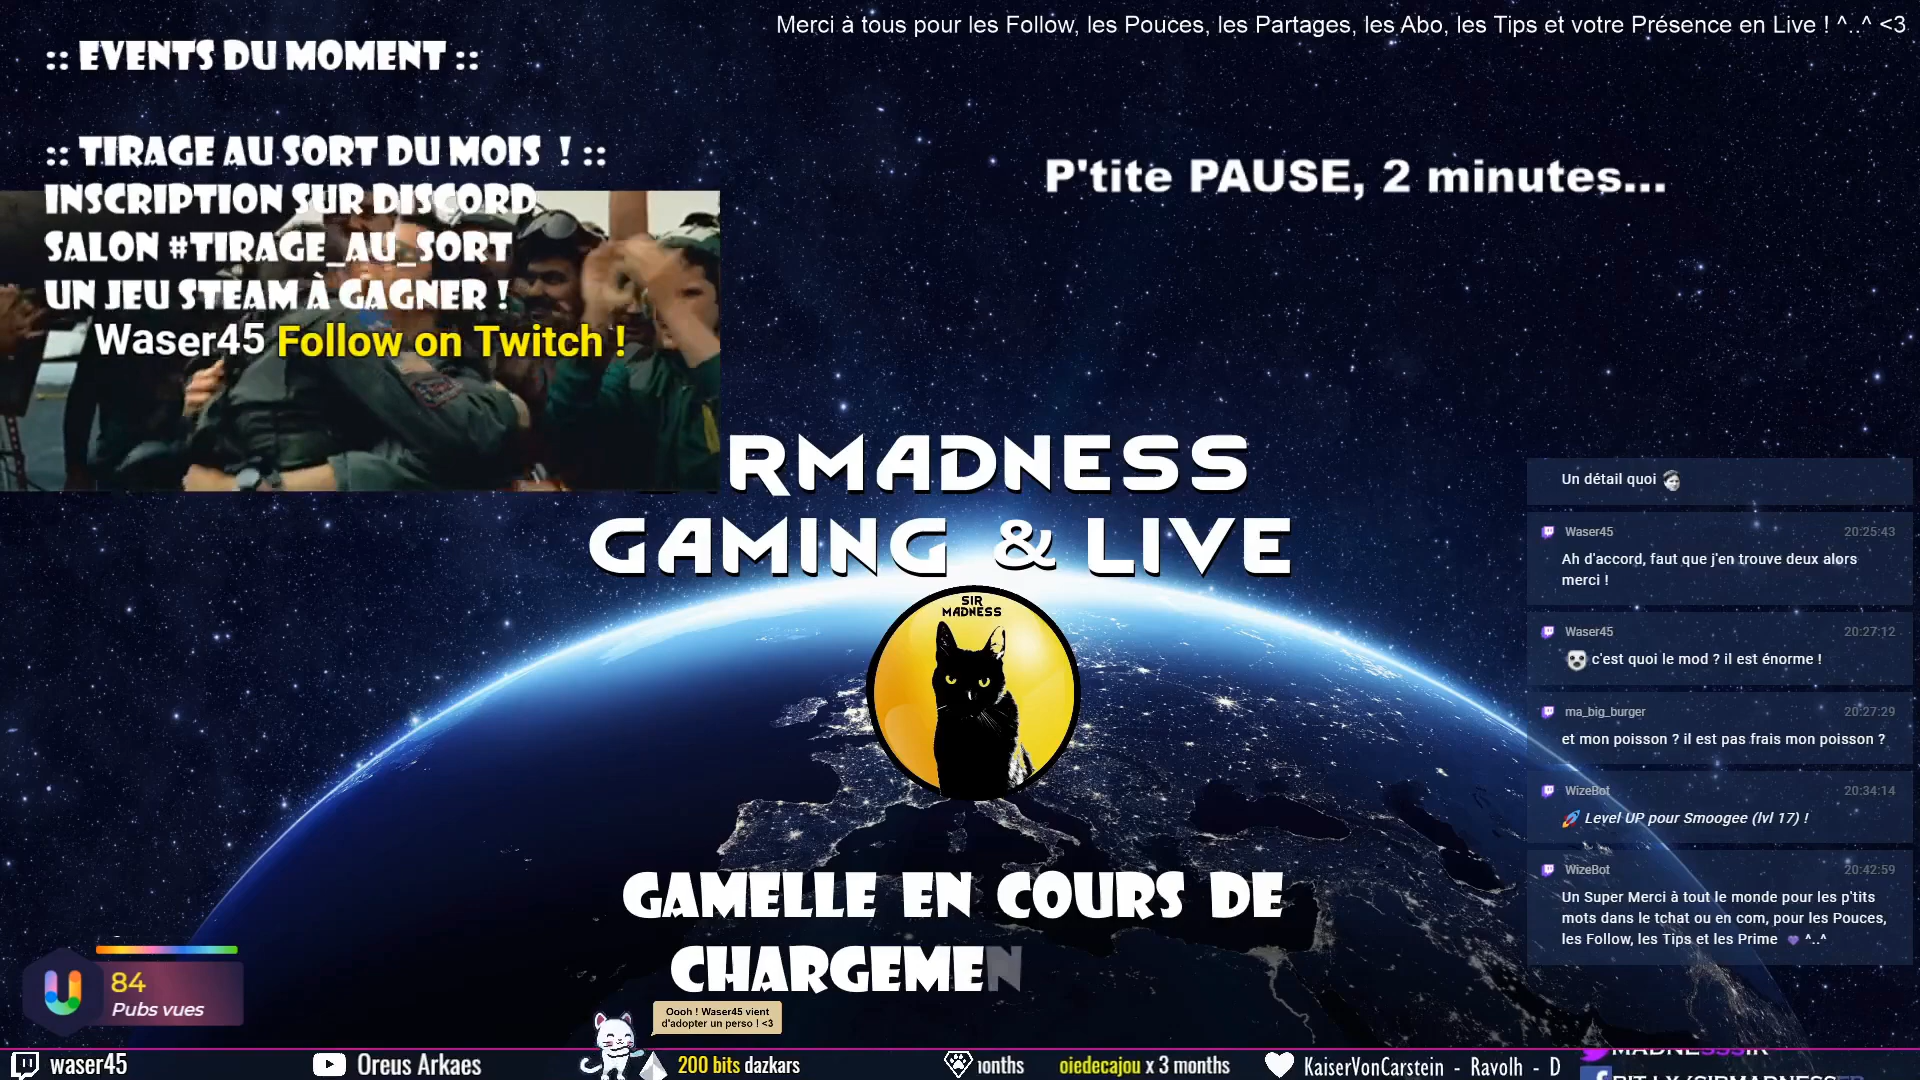 Merci à tous pour les Follow, les Pouces, les Partages, les Abo, les Tips et votre Présence en Live ! ^..^ <3
:: EVENTS DU MOMENT ::
:: TIRAGE AU SORT DU MOIS ! ::
INSCRIPTION SUR DISCORD
SALON #TIRAGE_AU_SORT
UN JEU STEAM À GAGNER !
Waser45 Follow on Twitch !
P'tite PAUSE, 2 minutes...
RMADNESS
GAMING & LIVE
SIR
MADNESS
GAMELLE EN COURS DE
CHARGEMEN
Un détail quoi
Waser45 20:25:43
Ah d'accord, faut que j'en trouve deux alors
merci !
Waser45 20:27:12
c'est quoi le mod ? il est énorme !
ma_big_burger 20:27:29
et mon poisson ? il est pas frais mon poisson ?
WizeBot 20:34:14
Level UP pour Smoogee (lvl 17) !
WizeBot 20:42:59
Un Super Merci à tout le monde pour les p'tits
mots dans le tchat ou en com, pour les Pouces,
les Follow, les Tips et les Prime ^..^
84
Pubs vues
Oooh ! Waser45 vient
d'adopter un perso ! <3
waser45
Oreus Arkaes
200 bits dazkars
onths oiedecajou x 3 months
KaiserVonCarstein - Ravolh - D